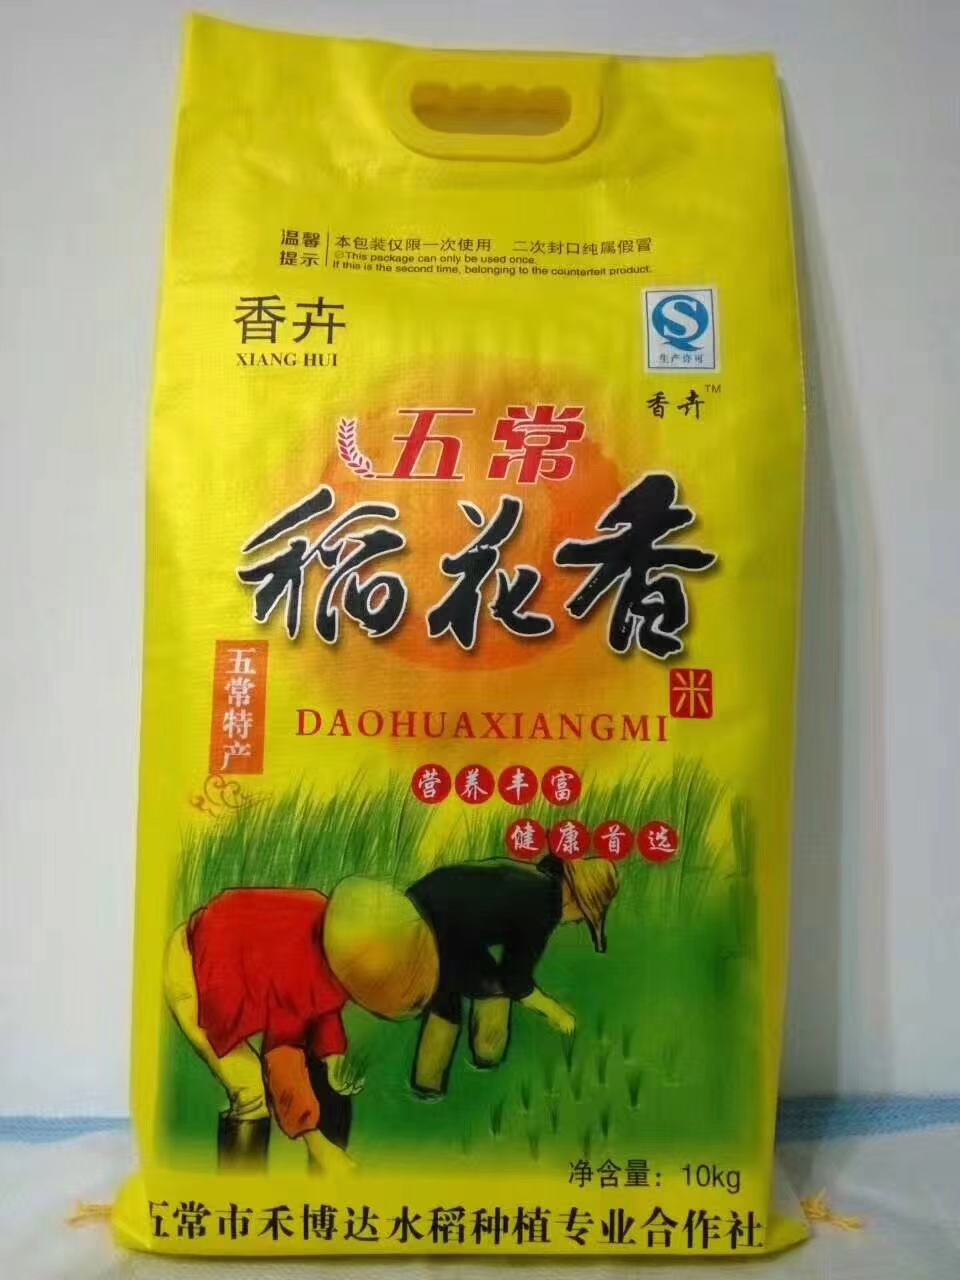 温馨提示
本包装仅限一次使用 二次封口纯属假冒
☺This package can only be used once.
If this is the second time, belonging to the counterfeit product.
香卉
XIANG HUI
生产许可
香卉™
五常
稻花香
米
DAOHUAXIANGMI
五常特产
营养丰富
健康首选
净含量：10kg
五常市禾博达水稻种植专业合作社